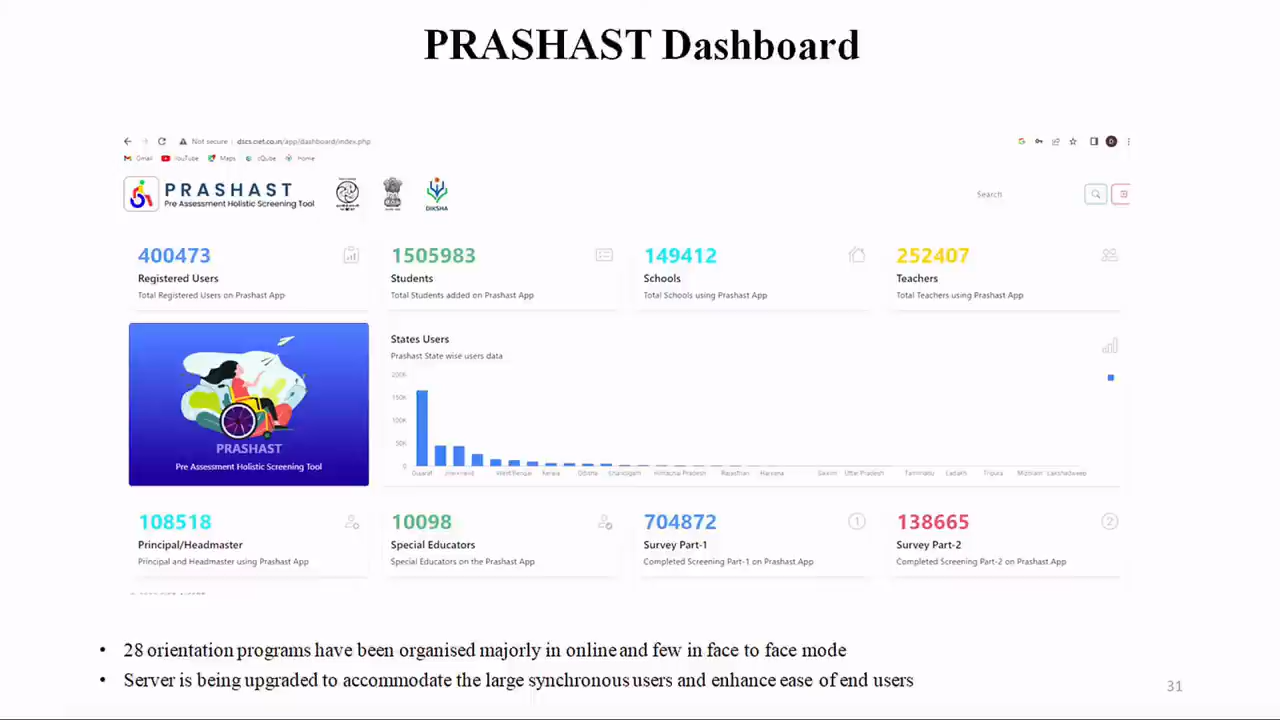 PRASHAST Dashboard
Not secure | dscs.ciet.co.in/app/dashboard/index.php
Gmail YouTube Maps cQube Home
PRASHAST
Pre Assessment Holistic Screening Tool
DIKSHA
Search
400473
Registered Users
Total Registered Users on Prashast App
1505983
Students
Total Students added on Prashast App
149412
Schools
Total Schools using Prashast App
252407
Teachers
Total Teachers using Prashast App
PRASHAST
Pre Assessment Holistic Screening Tool
States Users
Prashast State wise users data
200K
150K
100K
50K
0
Gujarat Jharkhand West Bengal Kerala Odisha Chandigarh Himachal Pradesh Rajasthan Haryana Sikkim Uttar Pradesh Tamilnadu Ladakh Tripura Mizoram Lakshadweep
108518
Principal/Headmaster
Principal and Headmaster using Prashast App
10098
Special Educators
Special Educators on the Prashast App
704872
1
Survey Part-1
Completed Screening Part-1 on Prashast App
138665
2
Survey Part-2
Completed Screening Part-2 on Prashast App
• 28 orientation programs have been organised majorly in online and few in face to face mode
• Server is being upgraded to accommodate the large synchronous users and enhance ease of end users
31